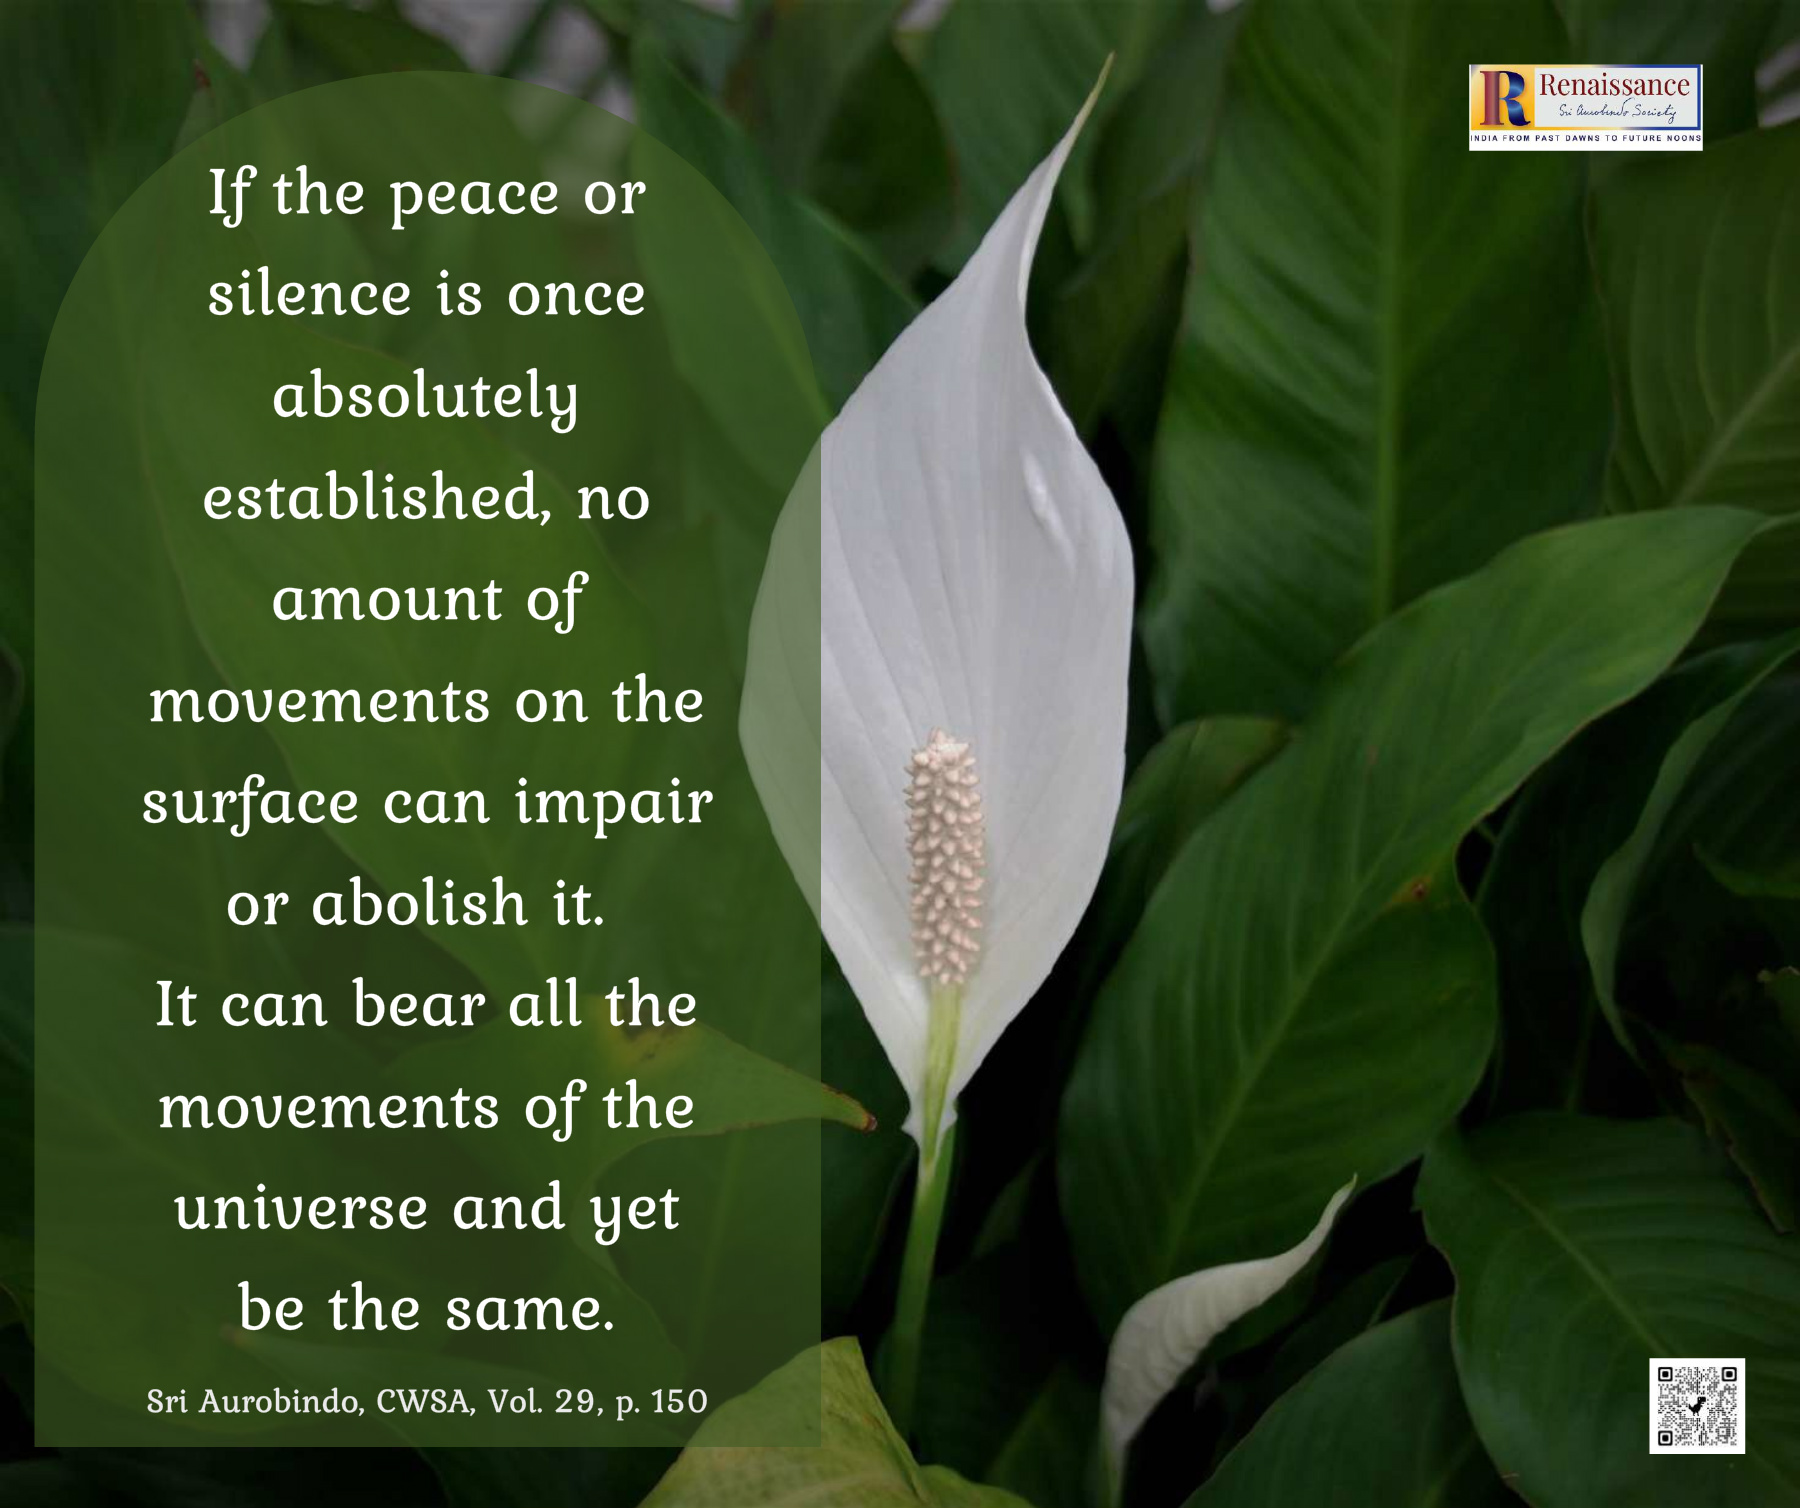 If the peace or
silence is once
absolutely
established, no
amount of
movements on the
surface can impair
or abolish it.
It can bear all the
movements of the
universe and yet
be the same.
Sri Aurobindo, CWSA, Vol. 29, p. 150
R Renaissance
Sri Aurobindo Society
INDIA FROM PAST DAWNS TO FUTURE NOONS